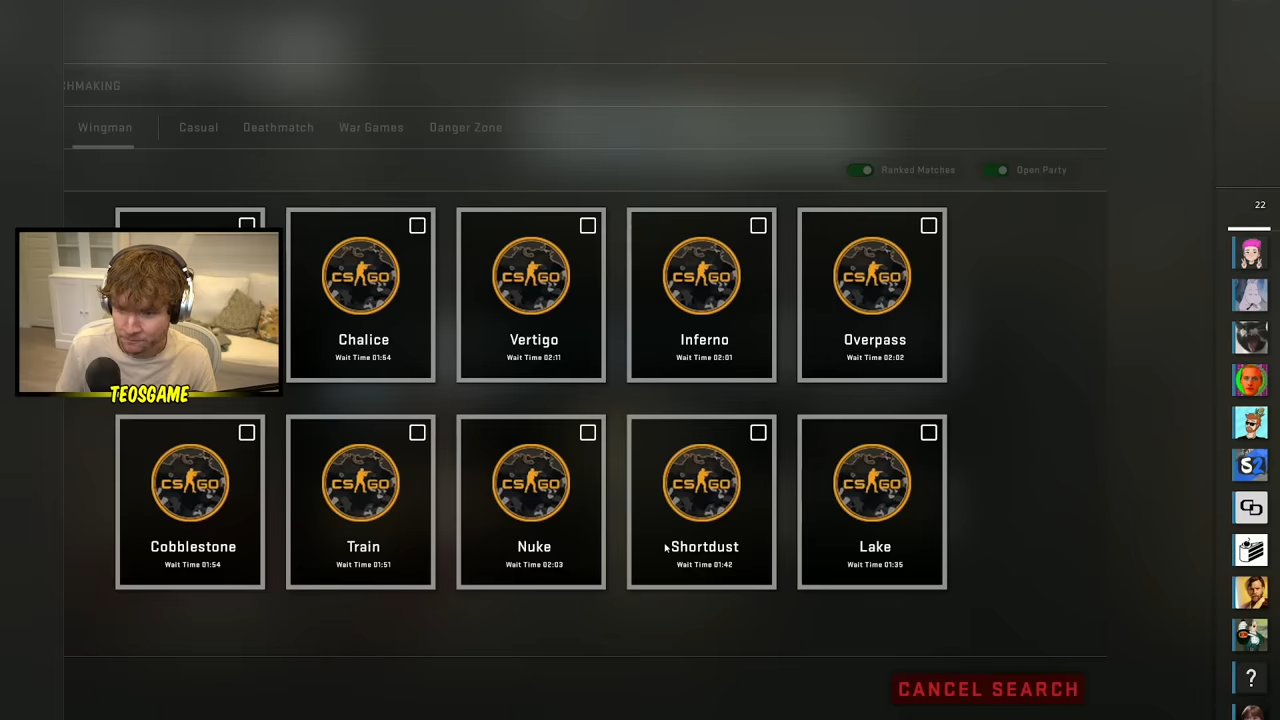 CHMAKING
Wingman
Casual
Deathmatch
War Games
Danger Zone
Ranked Matches
Open Party
22
CS GO
Chalice
Wait Time 01:54
CS GO
Vertigo
Wait Time 02:11
CS GO
Inferno
Wait Time 02:01
CS GO
Overpass
Wait Time 02:02
TEOSGAME
CS GO
Cobblestone
Wait Time 01:54
CS GO
Train
Wait Time 01:51
CS GO
Nuke
Wait Time 02:03
CS GO
Shortdust
Wait Time 01:42
CS GO
Lake
Wait Time 01:35
S2
?
CANCEL SEARCH